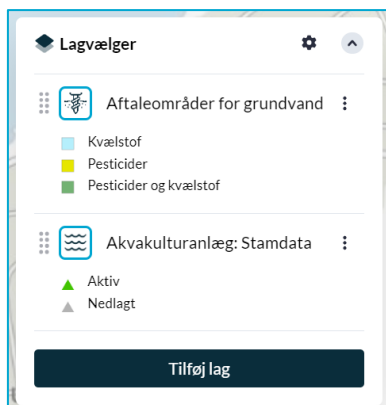 Lagvælger
Aftaleområder for grundvand
Kvælstof
Pesticider
Pesticider og kvælstof
Akvakulturanlæg: Stamdata
Aktiv
Nedlagt
Tilføj lag